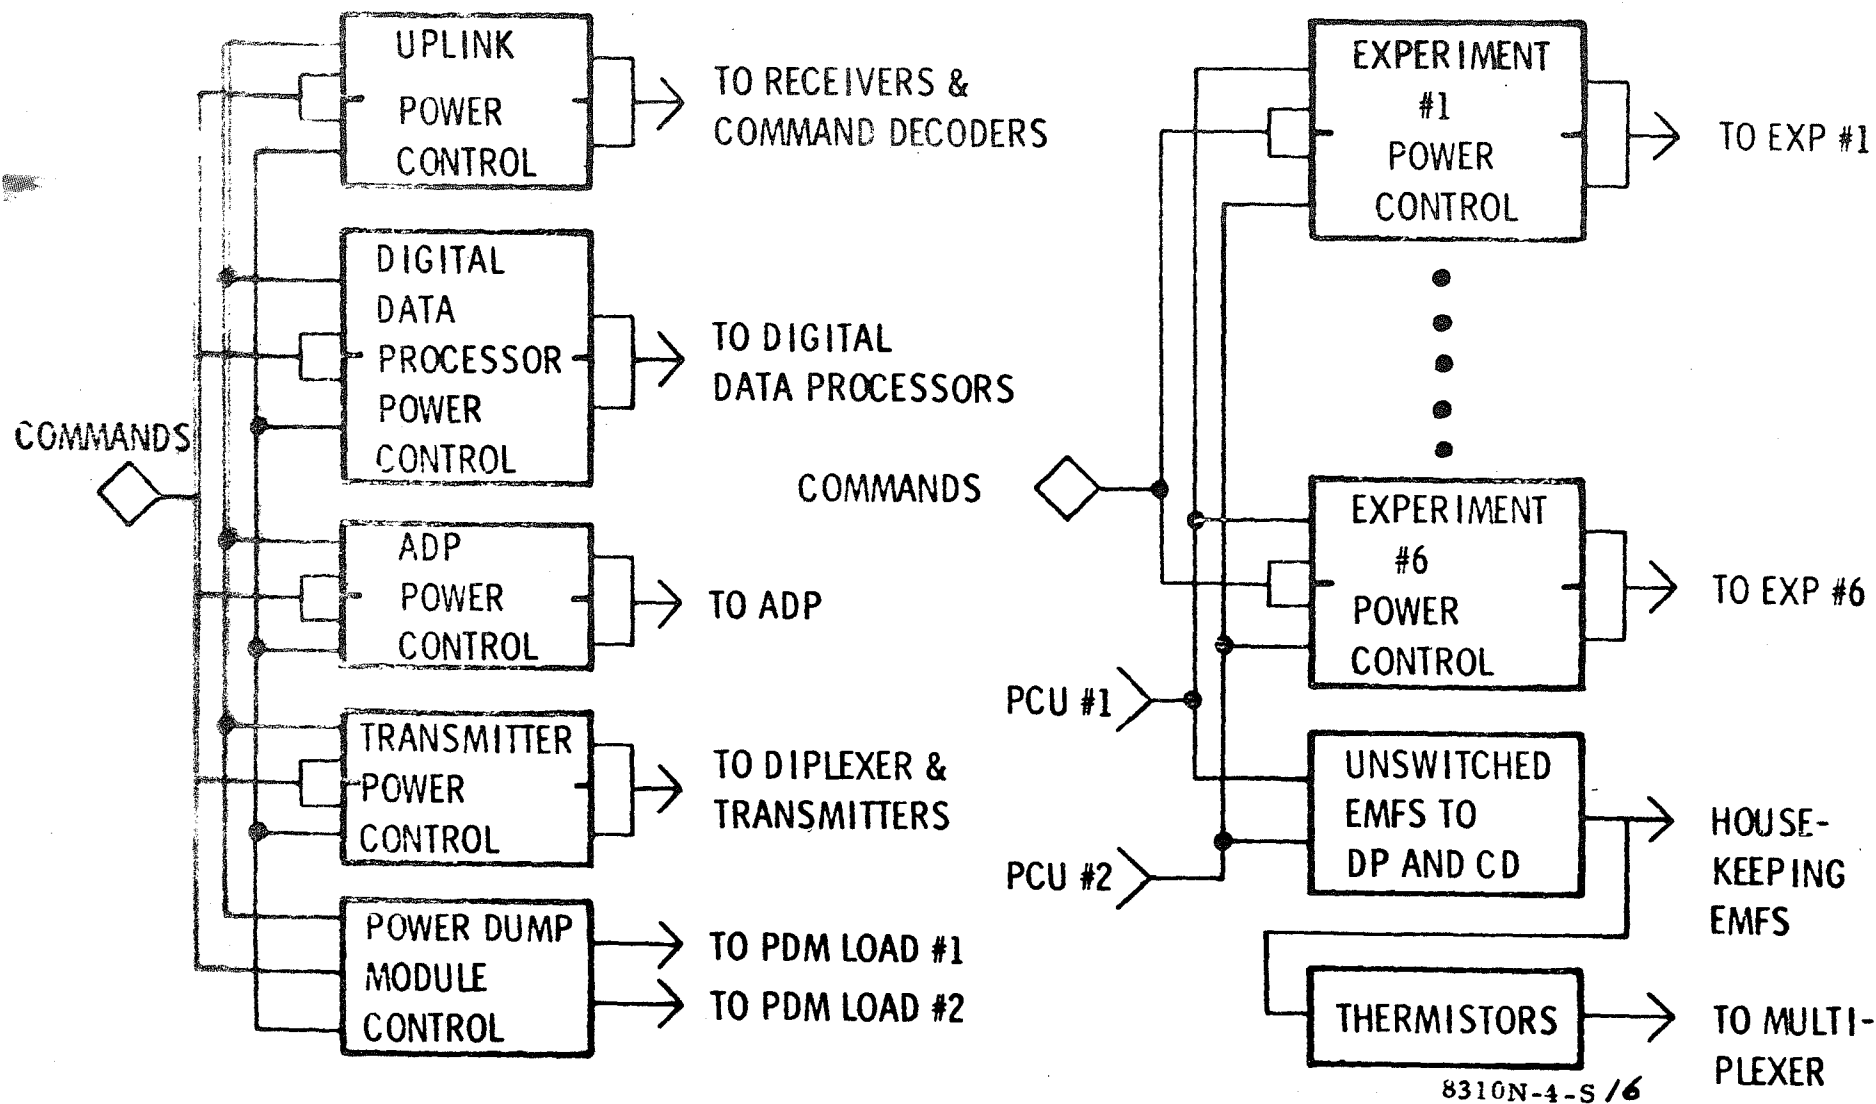 UPLINK
POWER
CONTROL
TO RECEIVERS &
COMMAND DECODERS
DIGITAL
DATA
PROCESSOR
POWER
CONTROL
TO DIGITAL
DATA PROCESSORS
COMMANDS
ADP
POWER
CONTROL
TO ADP
TRANSMITTER
POWER
CONTROL
TO DIPLEXER &
TRANSMITTERS
POWER DUMP
MODULE
CONTROL
TO PDM LOAD #1
TO PDM LOAD #2
EXPERIMENT
#1
POWER
CONTROL
TO EXP #1
COMMANDS
EXPERIMENT
#6
POWER
CONTROL
TO EXP #6
PCU #1
PCU #2
UNSWITCHED
EMFS TO
DP AND CD
HOUSE-
KEEPING
EMFS
THERMISTORS
TO MULTI-
PLEXER
8310N-4-S /6